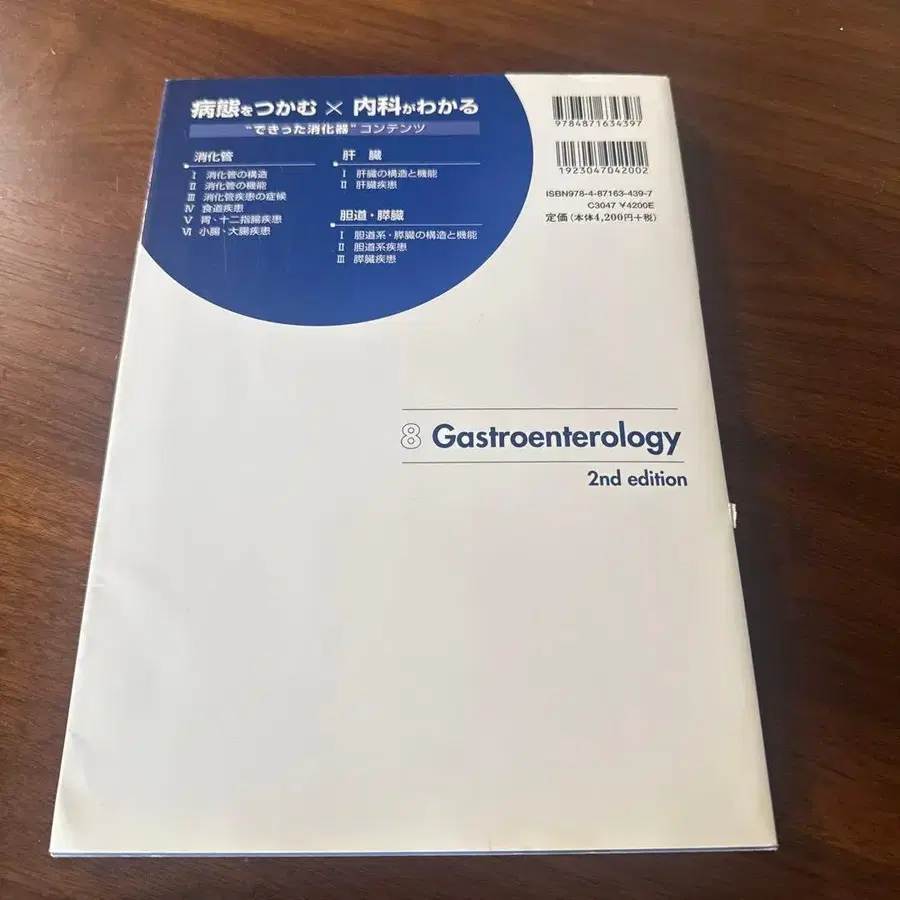 病態をつかむ×内科がわかる
“できった消化器”コンテンツ
消化管
Ⅰ 消化管の構造
Ⅱ 消化管の機能
Ⅲ 消化管疾患の症候
Ⅳ 食道疾患
Ⅴ 胃・十二指腸疾患
Ⅵ 小腸・大腸疾患
肝 臓
Ⅰ 肝臓の構造と機能
Ⅱ 肝臓疾患
胆道・膵臓
Ⅰ 胆道系・膵臓の構造と機能
Ⅱ 胆道系疾患
Ⅲ 膵臓疾患
9784871634397
1923047042002
ISBN978-4-87163-439-7
C3047 ¥4200E
定価(本体4,200円+税)
8 Gastroenterology
2nd edition